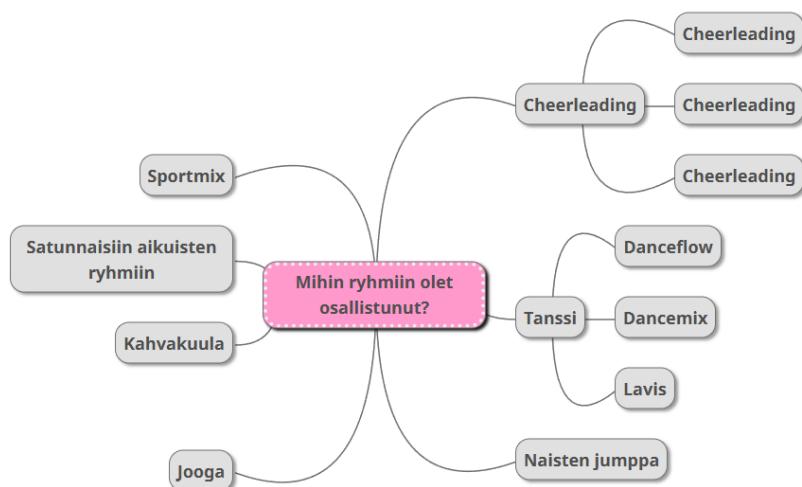 Cheerleading
Cheerleading
Cheerleading
Cheerleading
Sportmix
Satunnaisiin aikuisten
ryhmiin
Mihin ryhmiin olet
osallistunut?
Danceflow
Tanssi
Dancemix
Kahvakuula
Lavis
Naisten jumppa
Jooga